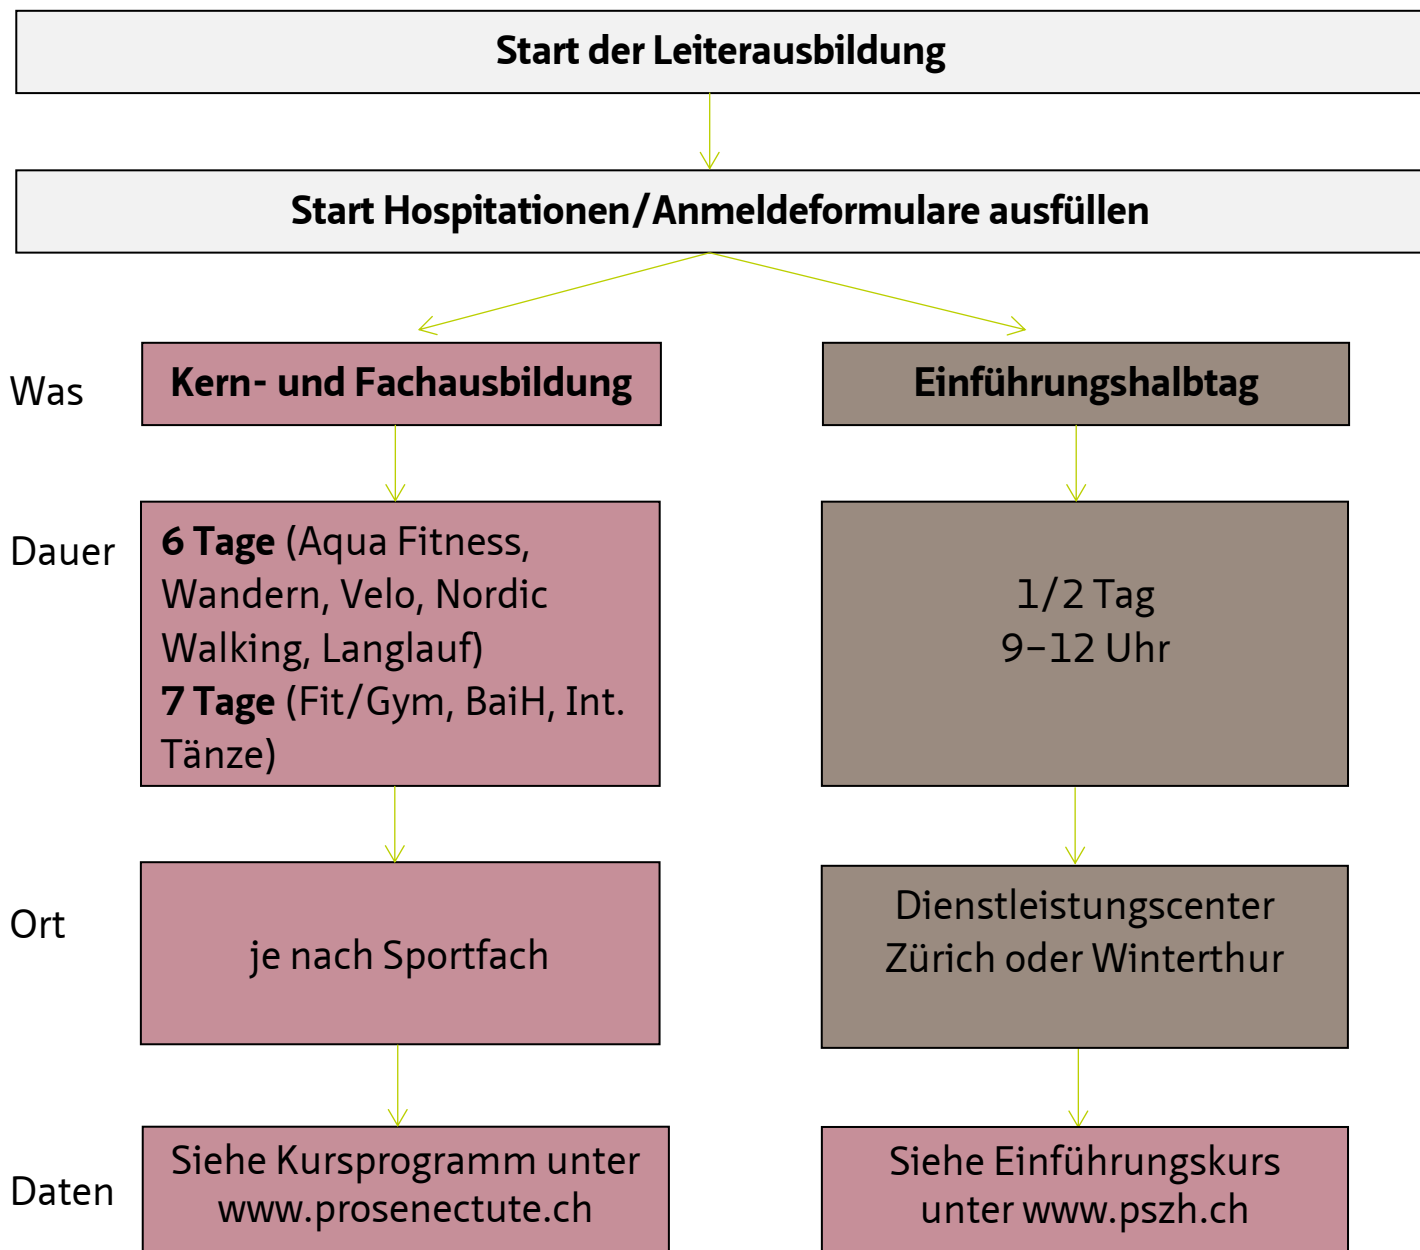 Start der Leiterausbildung
Start Hospitationen/Anmeldeformulare ausfüllen
Was
Kern- und Fachausbildung
Einführungshalbtag
Dauer
6 Tage (Aqua Fitness,
Wandern, Velo, Nordic
Walking, Langlauf)
7 Tage (Fit/Gym, BaiH, Int.
Tänze)
1/2 Tag
9–12 Uhr
Ort
je nach Sportfach
Dienstleistungscenter
Zürich oder Winterthur
Daten
Siehe Kursprogramm unter
www.prosenectute.ch
Siehe Einführungskurs
unter www.pszh.ch